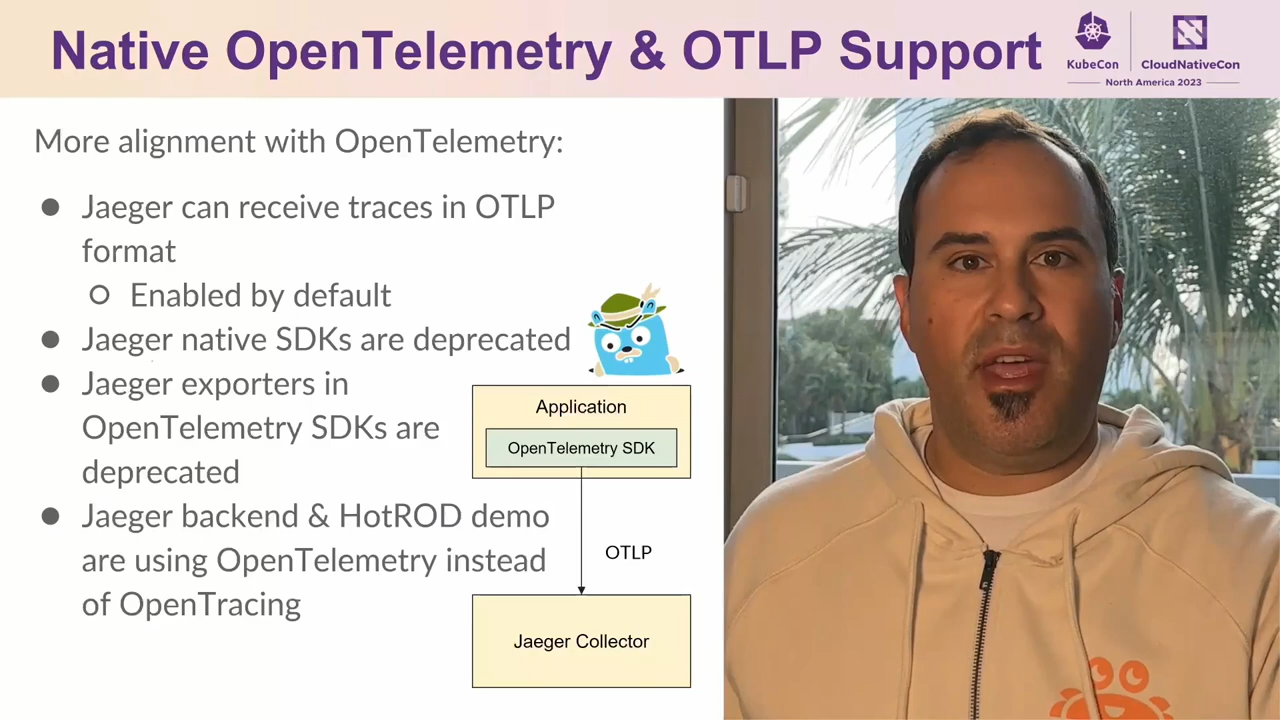 Native OpenTelemetry & OTLP Support
KubeCon
CloudNativeCon
North America 2023
More alignment with OpenTelemetry:
● Jaeger can receive traces in OTLP
format
○ Enabled by default
● Jaeger native SDKs are deprecated
● Jaeger exporters in
OpenTelemetry SDKs are
deprecated
● Jaeger backend & HotROD demo
are using OpenTelemetry instead
of OpenTracing
Application
OpenTelemetry SDK
OTLP
Jaeger Collector